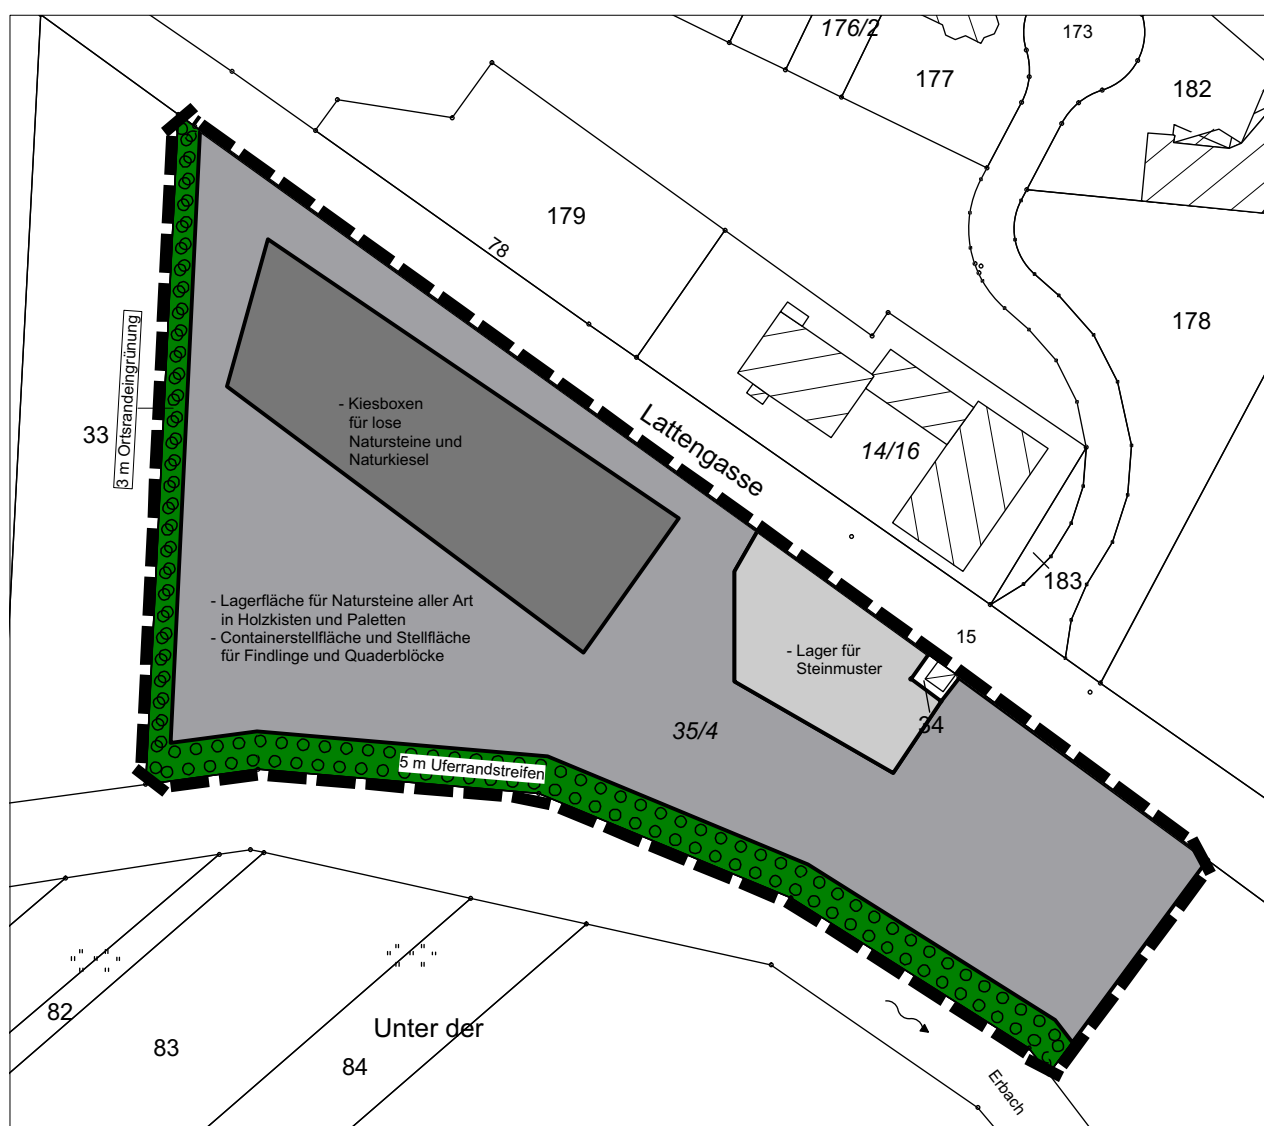 176/2
173
177
182
179
78
178
3 m Ortsrandeingrünung
33
- Kiesboxen
für lose
Natursteine und
Naturkiesel
Lattengasse
14/16
183
- Lagerfläche für Natursteine aller Art
in Holzkisten und Paletten
- Containerstellfläche und Stellfläche
für Findlinge und Quaderblöcke
15
- Lager für
Steinmuster
34
35/4
5 m Uferrandstreifen
82
83
84
Unter der
Erbach